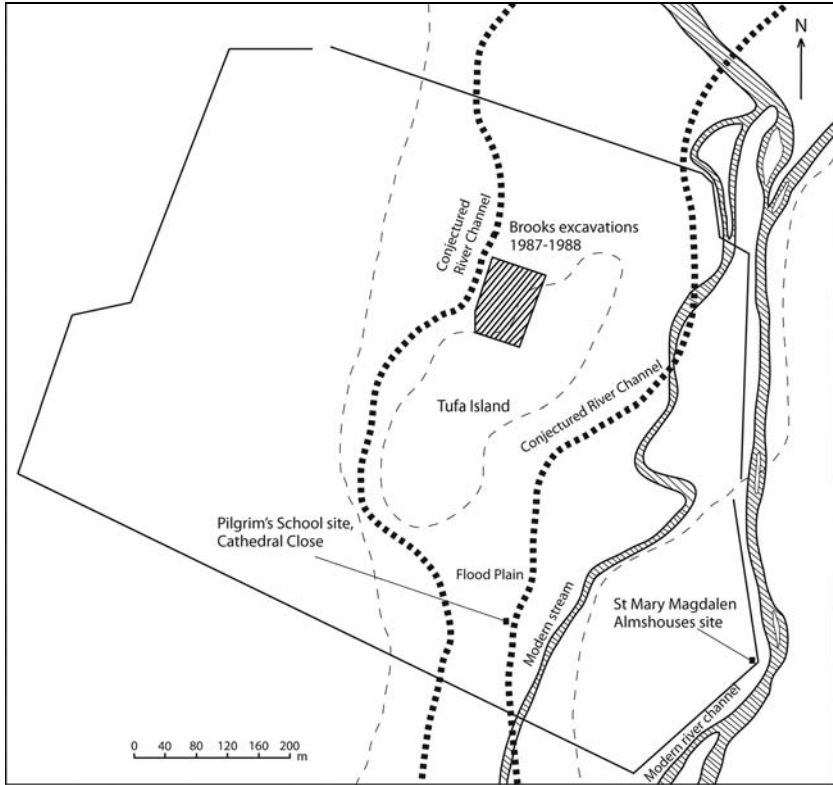 N
Brooks excavations
1987-1988
Conjectured
River Channel
Conjectured River Channel
Tufa Island
Pilgrim's School site,
Cathedral Close
Flood Plain
Modern stream
St Mary Magdalen
Almshouses site
Modern river channel
0 40 80 120 160 200
m